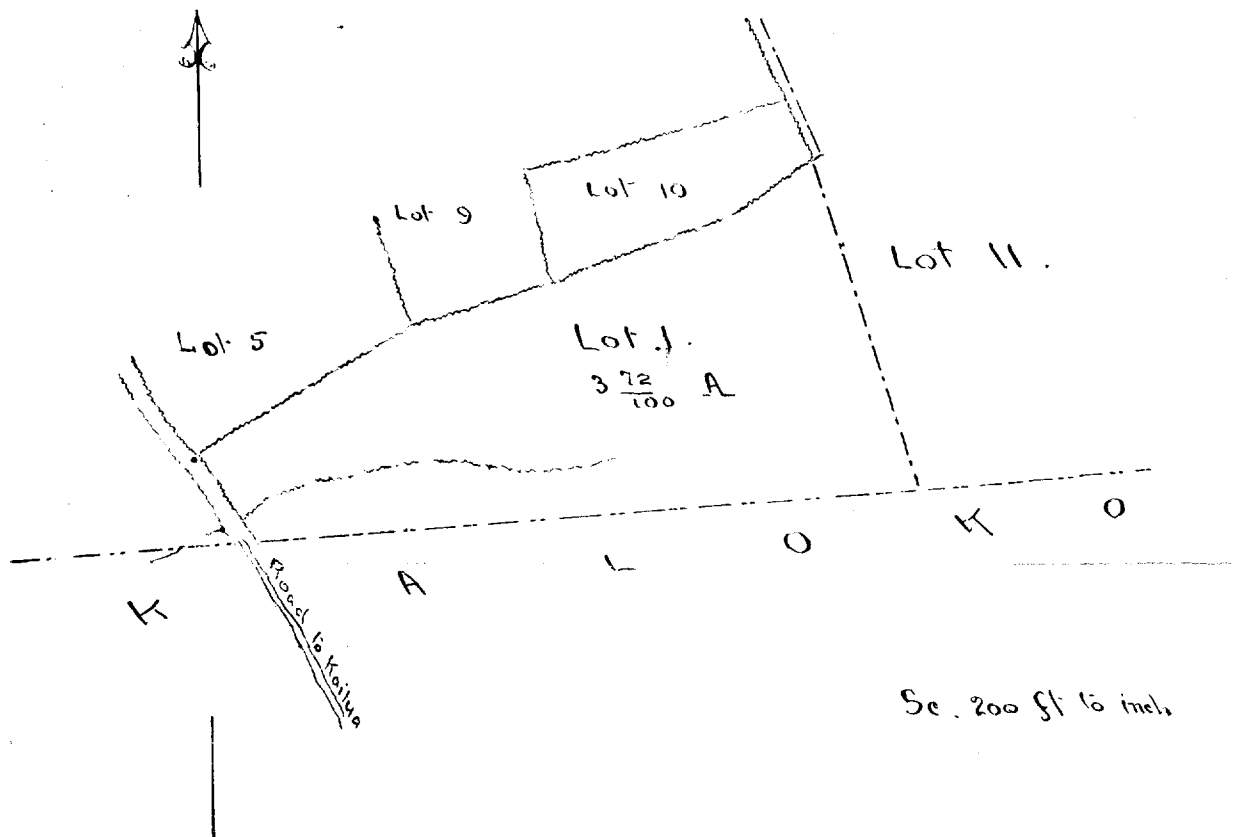 Lot 10
Lot 9
Lot 11.
Lot 5
Lot 1.
3 72/100 A
K A L O K O
Road to Kailua
Sc. 200 ft to inch